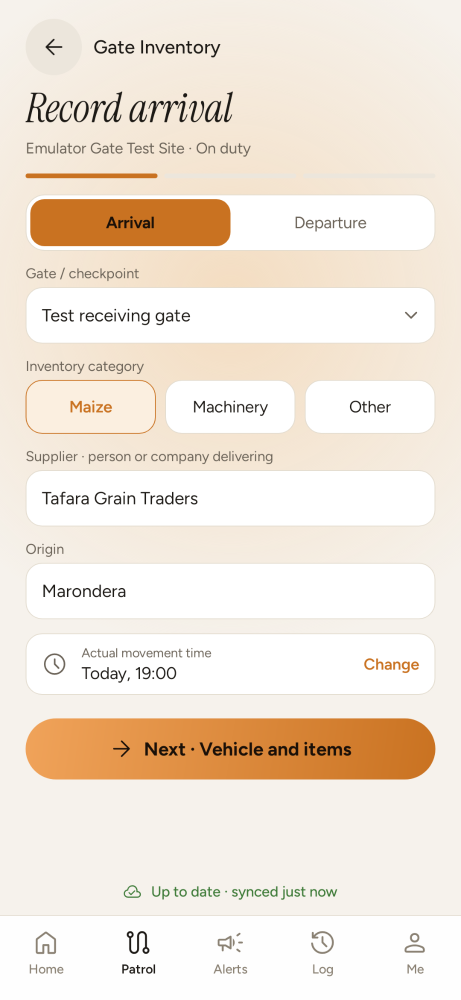 Gate Inventory
Record arrival
Emulator Gate Test Site · On duty
Arrival
Departure
Gate / checkpoint
Test receiving gate
Inventory category
Maize
Machinery
Other
Supplier · person or company delivering
Tafara Grain Traders
Origin
Marondera
Actual movement time
Today, 19:00
Change
Next · Vehicle and items
Up to date · synced just now
Home
Patrol
Alerts
Log
Me